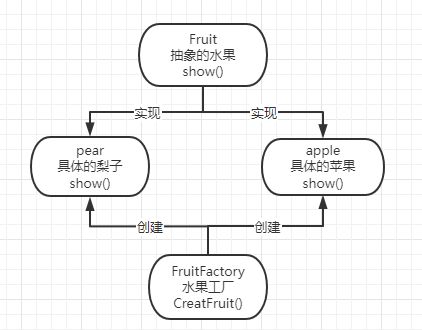 Fruit
抽象的水果
show()
实现
实现
pear
具体的梨子
show()
apple
具体的苹果
show()
创建
创建
FruitFactory
水果工厂
CreatFruit()